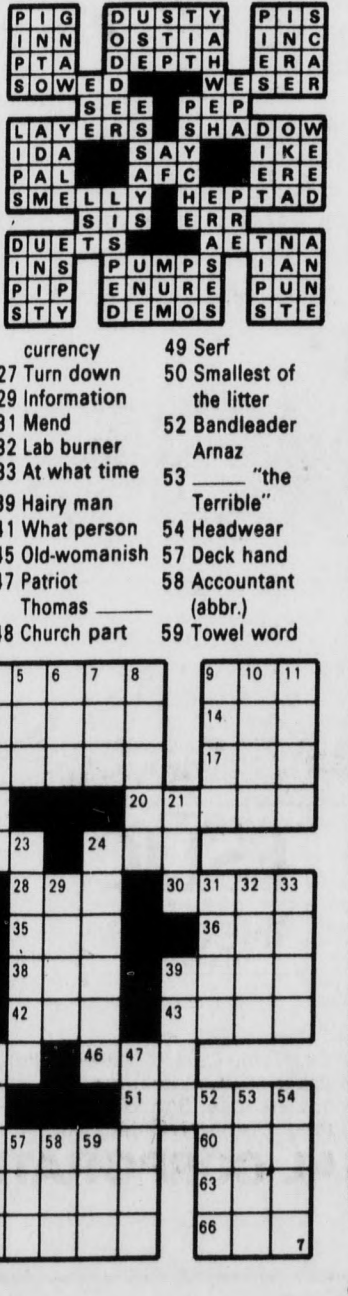 P I G D U S T Y P I S
I N N O S T I A I N C
P T A D E P T H E R A
S O W E D W E S E R
S E E P E P
L A Y E R S S H A D O W
I D A S A Y I K E
P A L A F C E R E
S M E L L Y H E P T A D
S I S E R R
D U E T S A E T N A
I N S P U M P S I A N
P I P E N U R E P U N
S T Y D E M O S S T E
currency
27 Turn down
29 Information
31 Mend
32 Lab burner
33 At what time
39 Hairy man
41 What person
45 Old-womanish
47 Patriot
Thomas _____
48 Church part
49 Serf
50 Smallest of
the litter
52 Bandleader
Arnaz
53 _____ "the
Terrible"
54 Headwear
57 Deck hand
58 Accountant
(abbr.)
59 Towel word
5 6 7 8 9 10 11
14
17
20 21
23 24
28 29 30 31 32 33
35 36
38 39
42 43
46 47
51 52 53 54
57 58 59 60
63
66
7